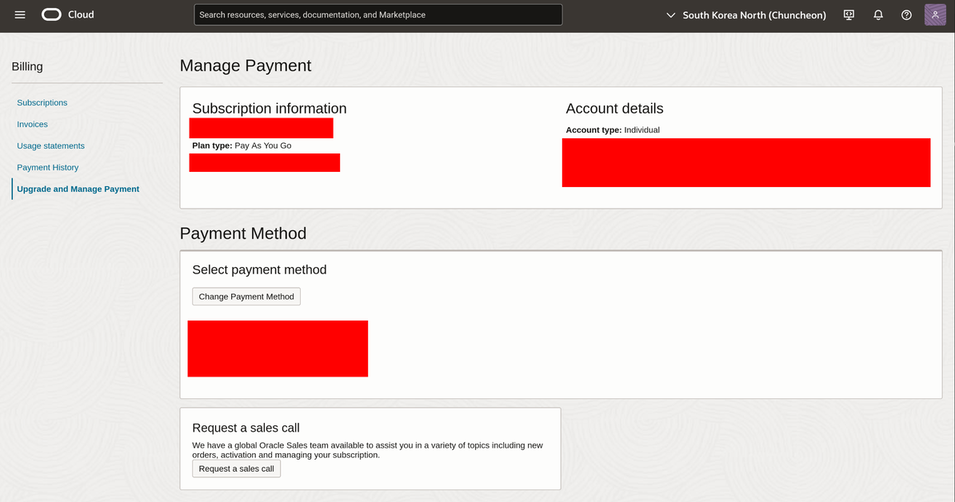 Cloud
Search resources, services, documentation, and Marketplace
South Korea North (Chuncheon)
Billing
Subscriptions
Invoices
Usage statements
Payment History
Upgrade and Manage Payment
Manage Payment
Subscription information
Plan type: Pay As You Go
Account details
Account type: Individual
Payment Method
Select payment method
Change Payment Method
Request a sales call
We have a global Oracle Sales team available to assist you in a variety of topics including new
orders, activation and managing your subscription.
Request a sales call